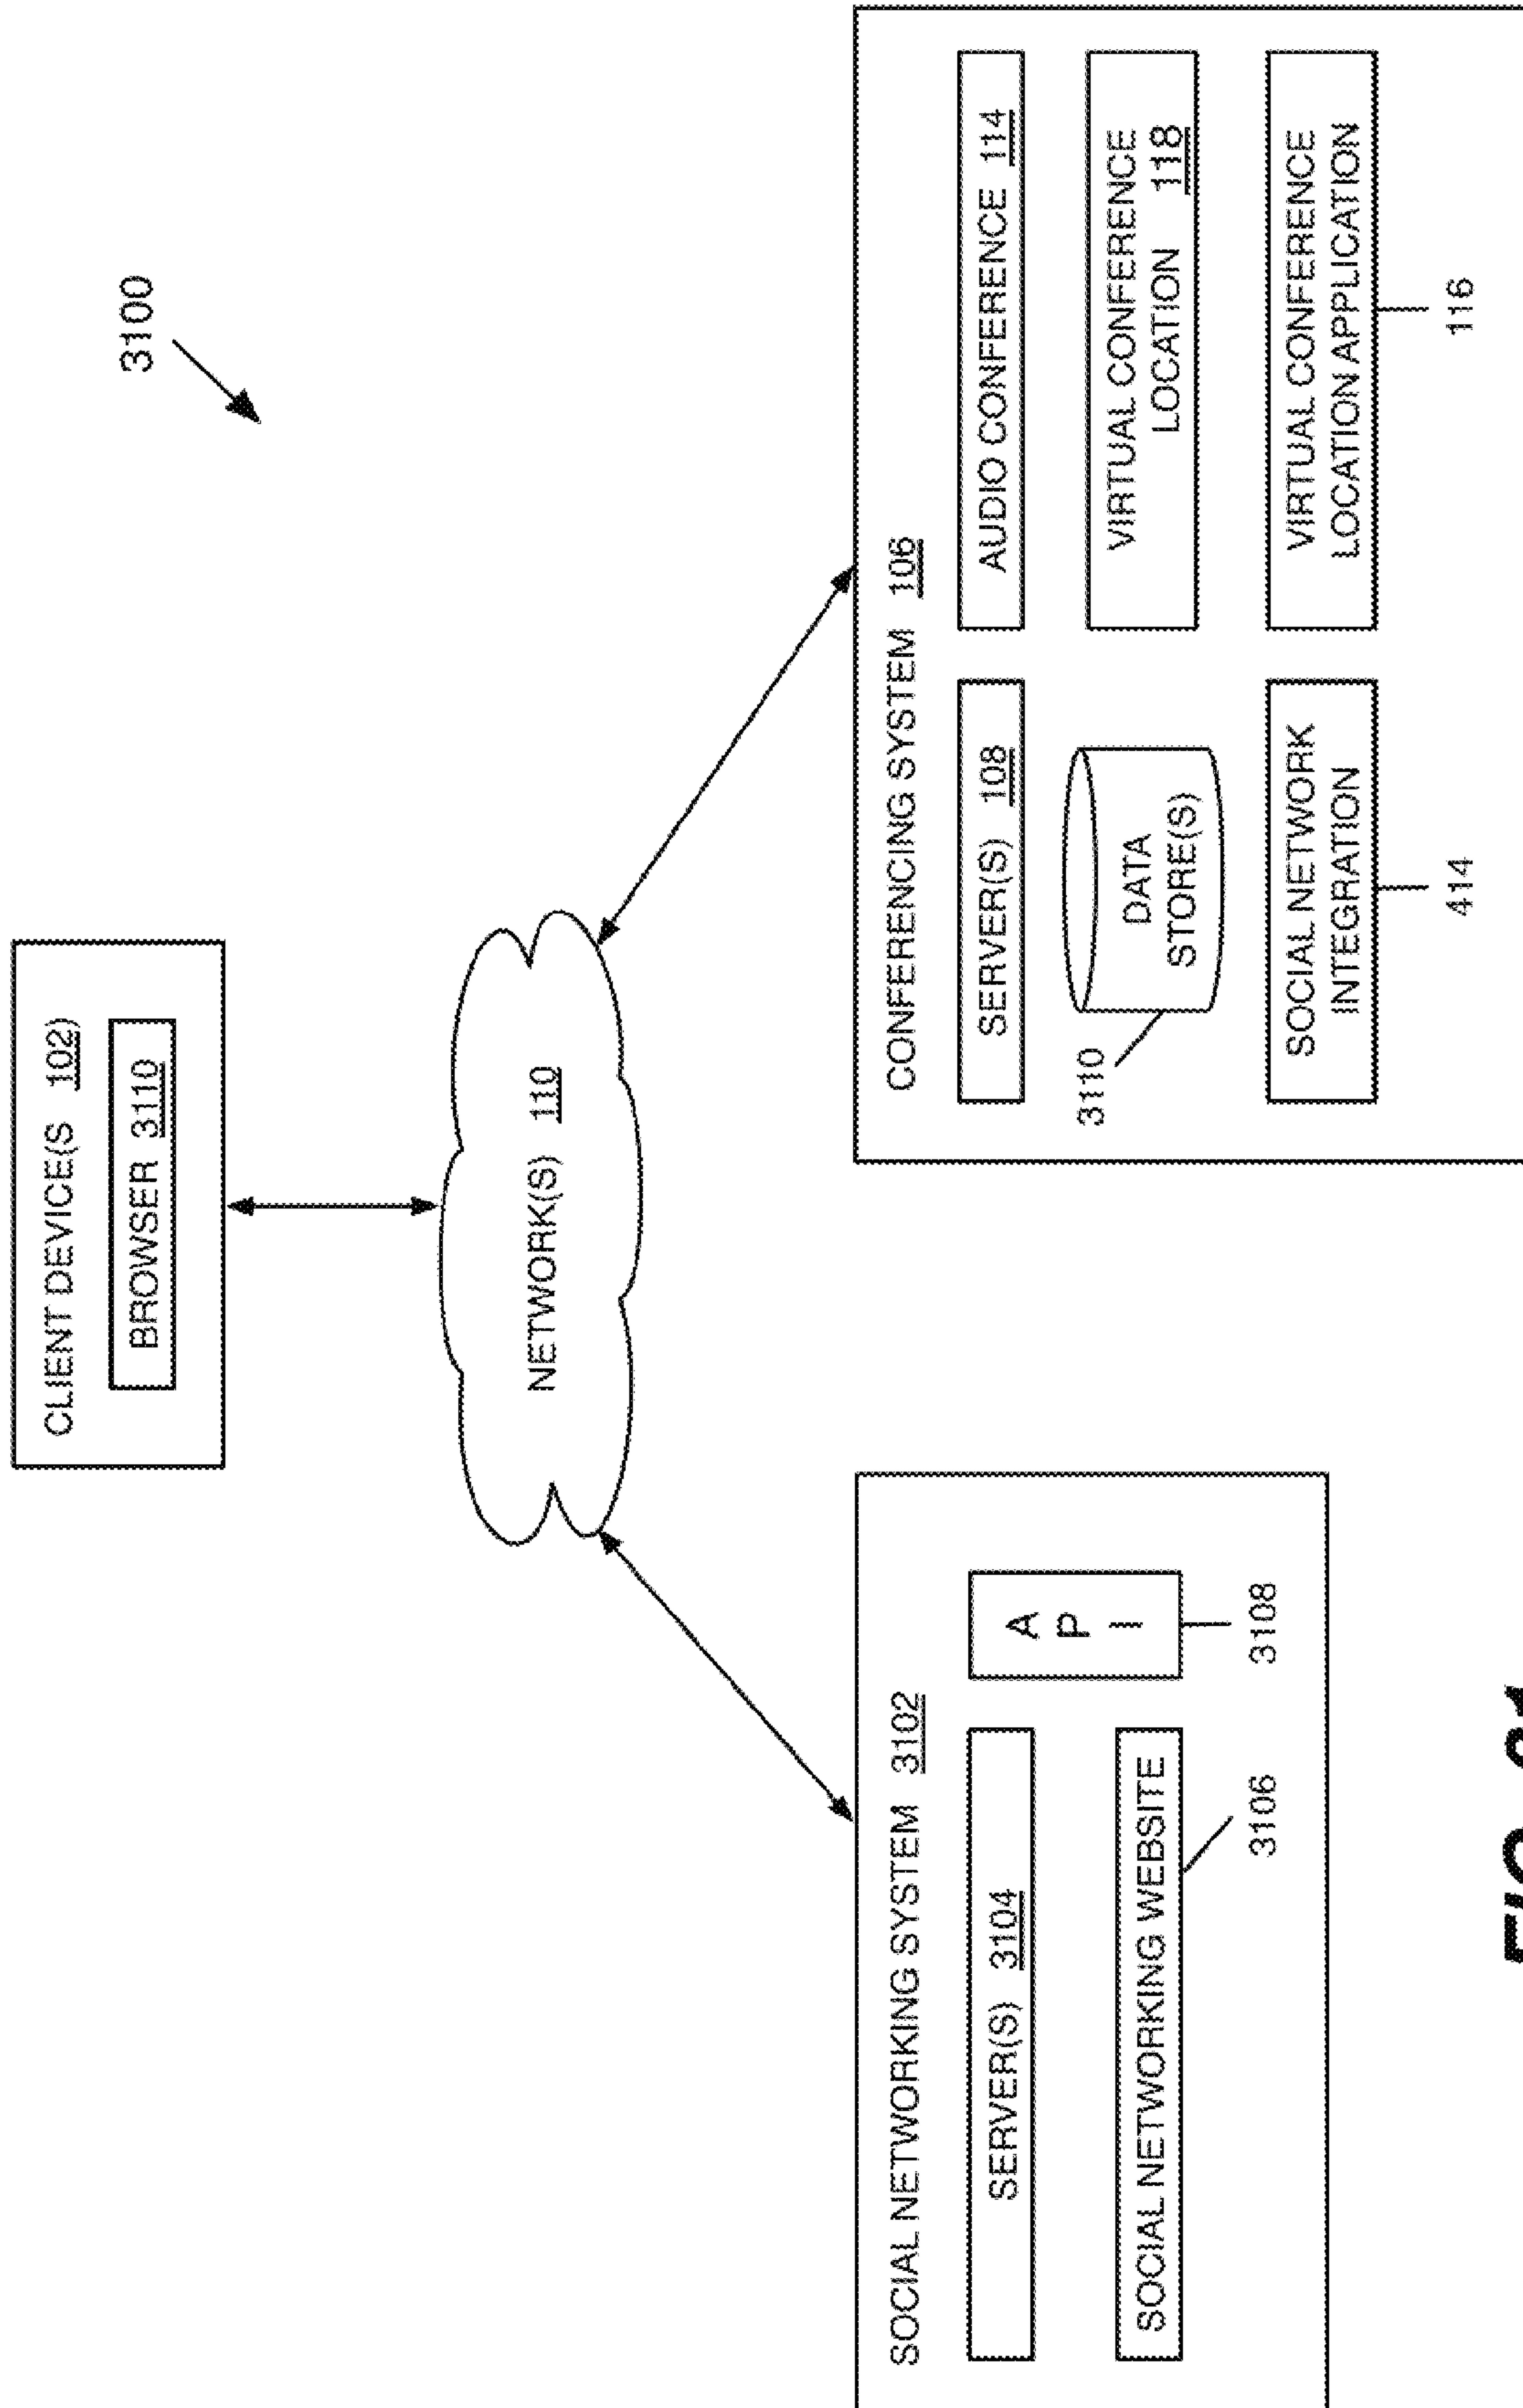 3100
CLIENT DEVICE(S 102)
BROWSER 3110
NETWORK(S) 110
SOCIAL NETWORKING SYSTEM 3102
SERVER(S) 3104
A
P
I
SOCIAL NETWORKING WEBSITE
3106
3108
CONFERENCING SYSTEM 106
SERVER(S) 108
AUDIO CONFERENCE 114
3110
DATA
STORE(S)
VIRTUAL CONFERENCE
LOCATION 118
SOCIAL NETWORK
INTEGRATION
414
VIRTUAL CONFERENCE
LOCATION APPLICATION
116